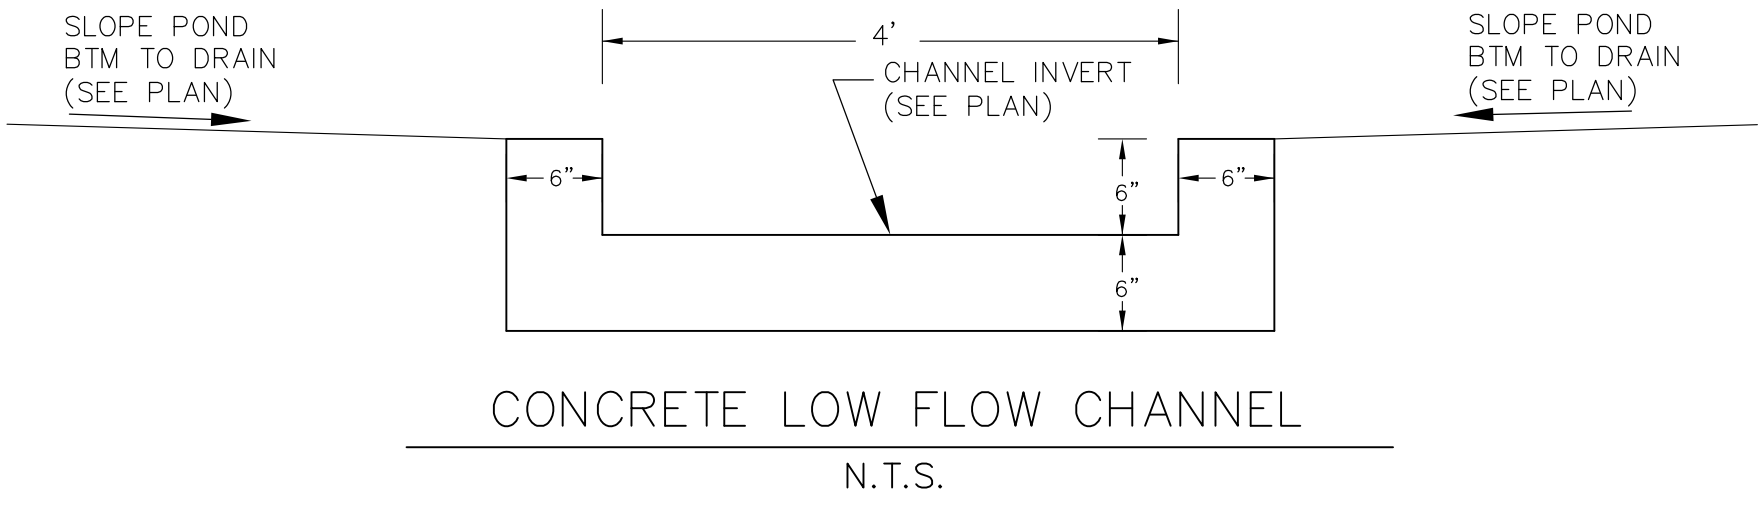 SLOPE POND
BTM TO DRAIN
(SEE PLAN)
4'
CHANNEL INVERT
(SEE PLAN)
SLOPE POND
BTM TO DRAIN
(SEE PLAN)
6”
6”
6”
6”
CONCRETE LOW FLOW CHANNEL
N.T.S.